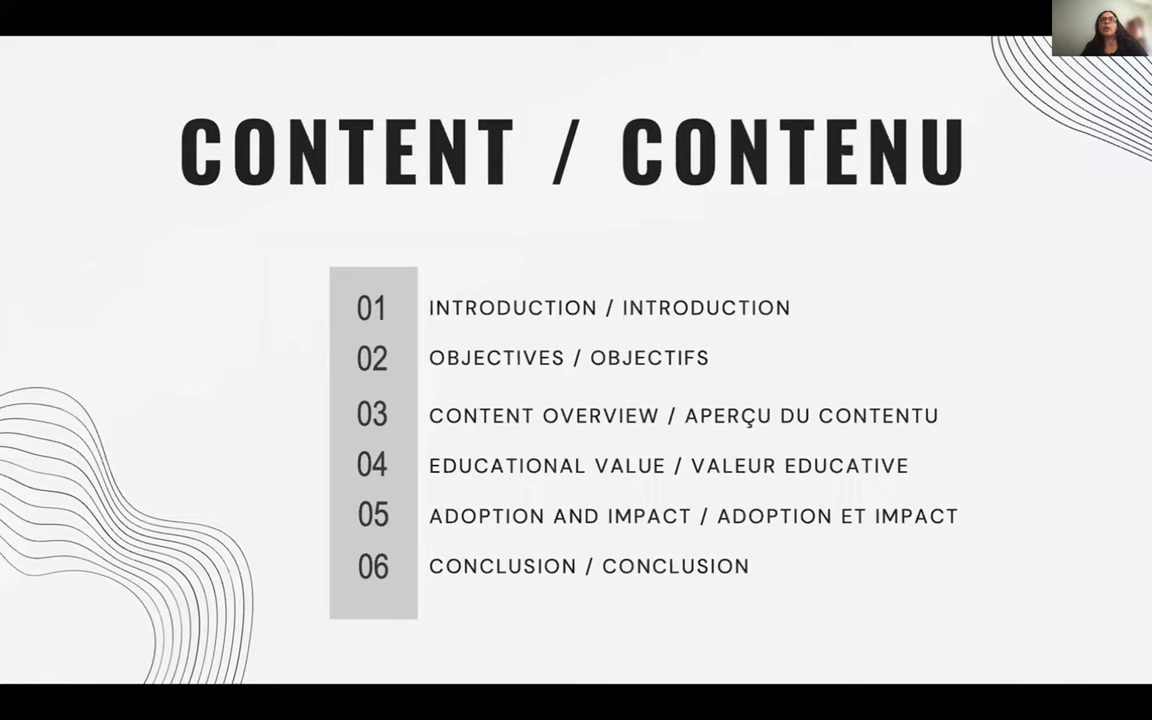 CONTENT / CONTENU
01 INTRODUCTION / INTRODUCTION
02 OBJECTIVES / OBJECTIFS
03 CONTENT OVERVIEW / APERÇU DU CONTENTU
04 EDUCATIONAL VALUE / VALEUR EDUCATIVE
05 ADOPTION AND IMPACT / ADOPTION ET IMPACT
06 CONCLUSION / CONCLUSION